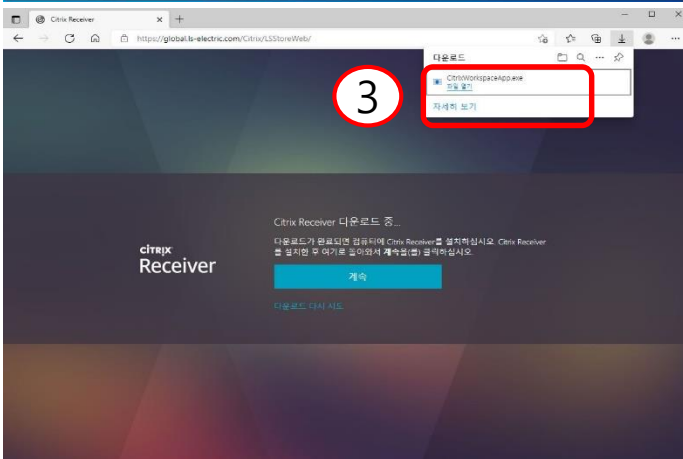 Citrix Receiver
https://global.ls-electric.com/Citrix/LSStoreWeb/
다운로드
CitrixWorkspaceApp.exe
파일 열기
자세히 보기
3
Citrix Receiver 다운로드 중...
다운로드가 완료되면 컴퓨터에 Citrix Receiver를 설치하십시오. Citrix Receiver
를 설치한 후 여기로 돌아와서 계속을(를) 클릭하십시오.
citrix
Receiver
계속
다운로드 다시 시도